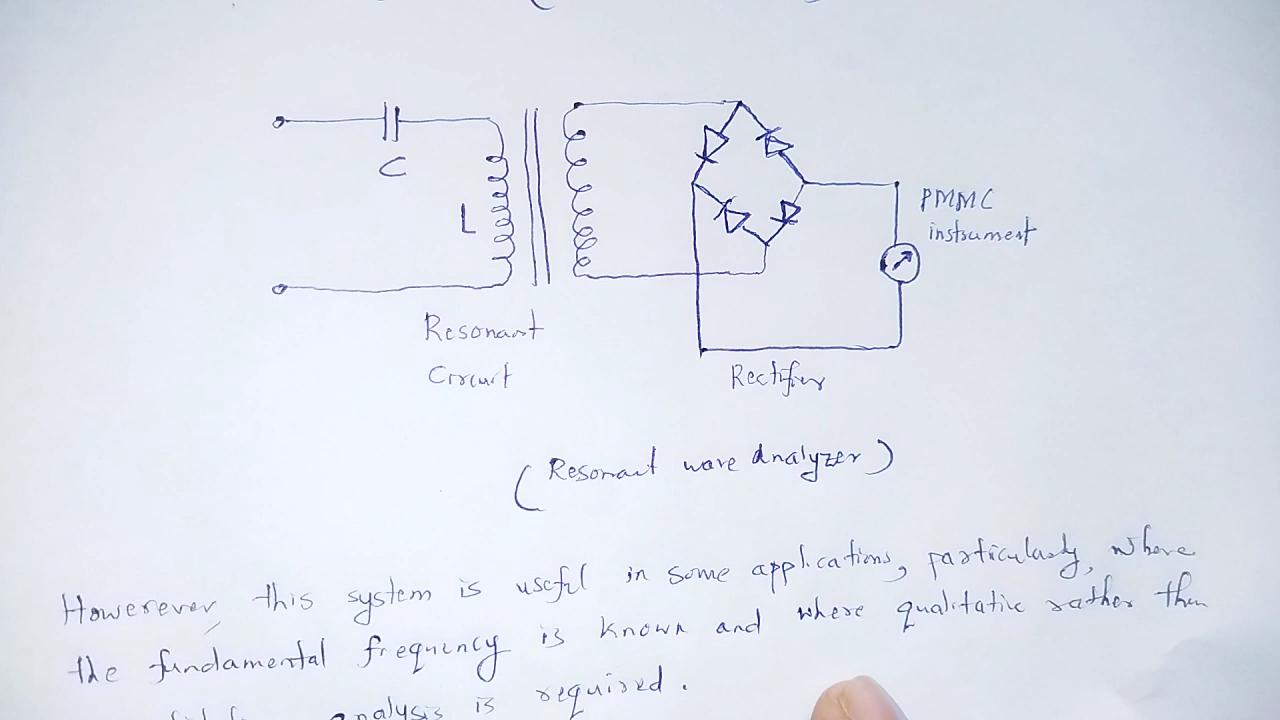 C
L
PMMC
instrument
Resonant
Circuit
Rectifier
(Resonant wave Analyzer)
Howerever this system is useful in some applications, particularly, where
the fundamental frequency is known and where qualitative rather than
analysis is required.